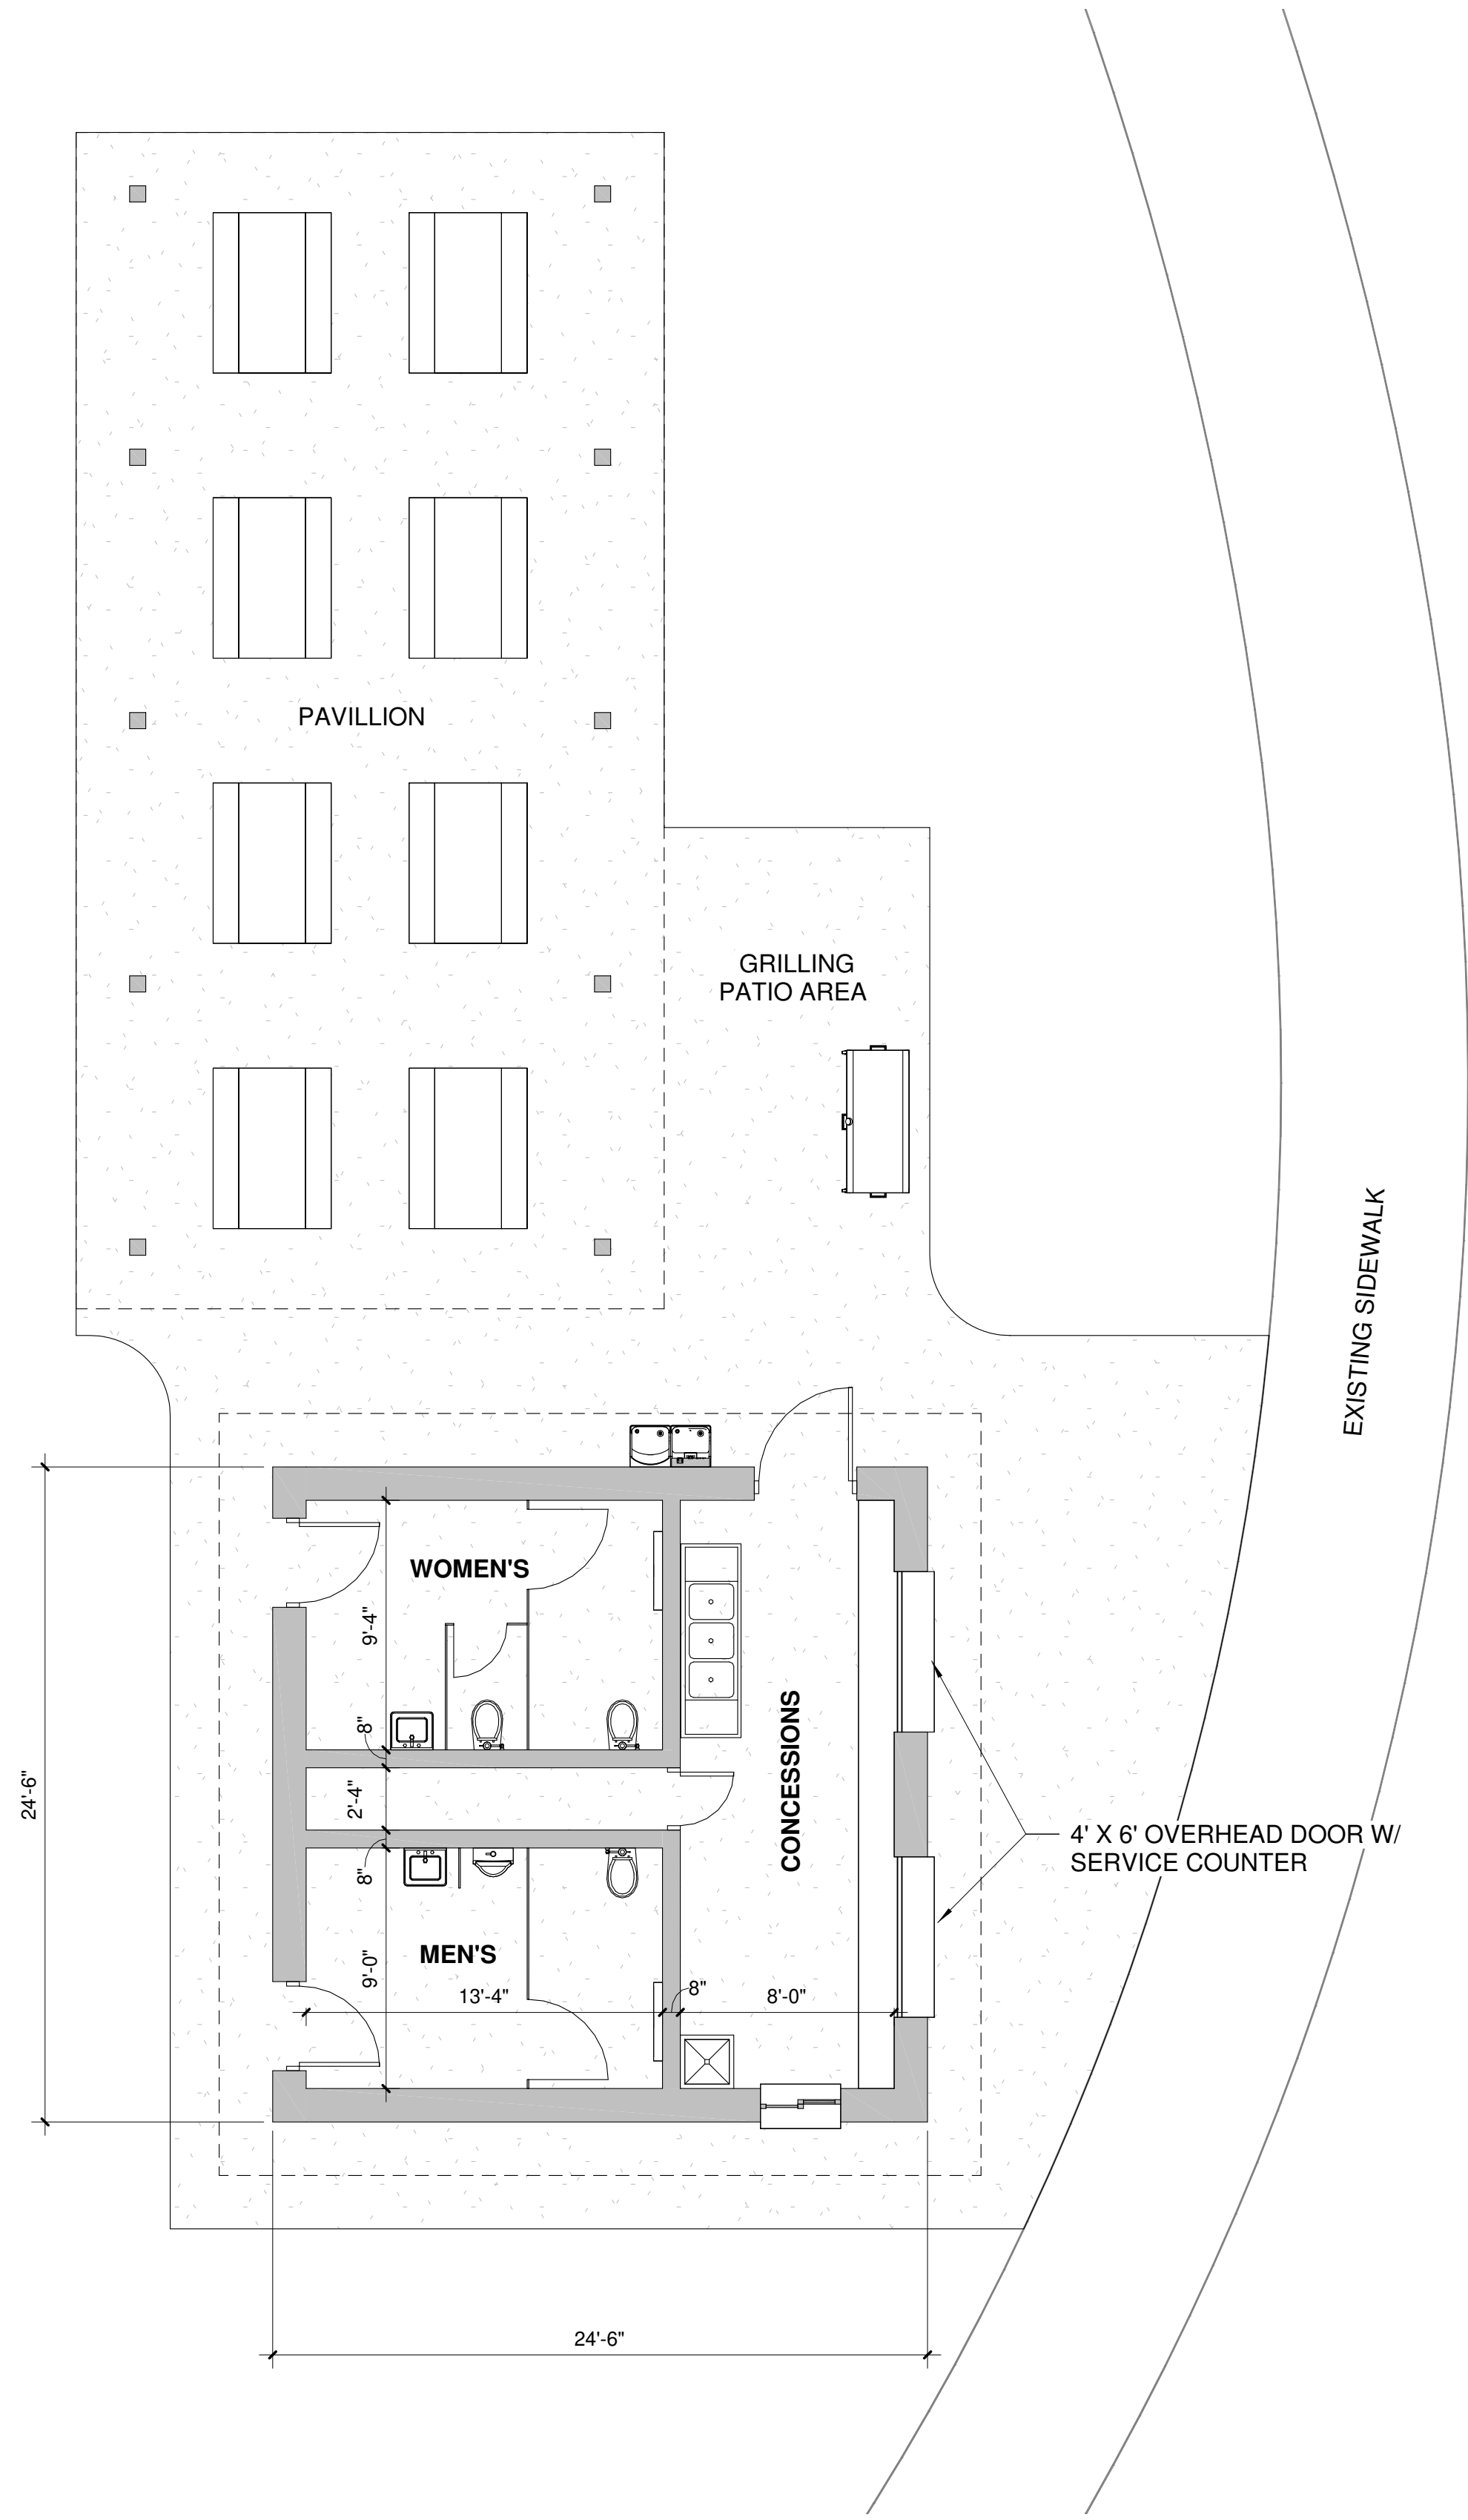 PAVILLION
GRILLING
PATIO AREA
EXISTING SIDEWALK
WOMEN'S
9'-4"
8"
2'-4"
8"
CONCESSIONS
4' X 6' OVERHEAD DOOR W/
SERVICE COUNTER
24'-6"
MEN'S
9'-0"
13'-4"
8"
8'-0"
24'-6"